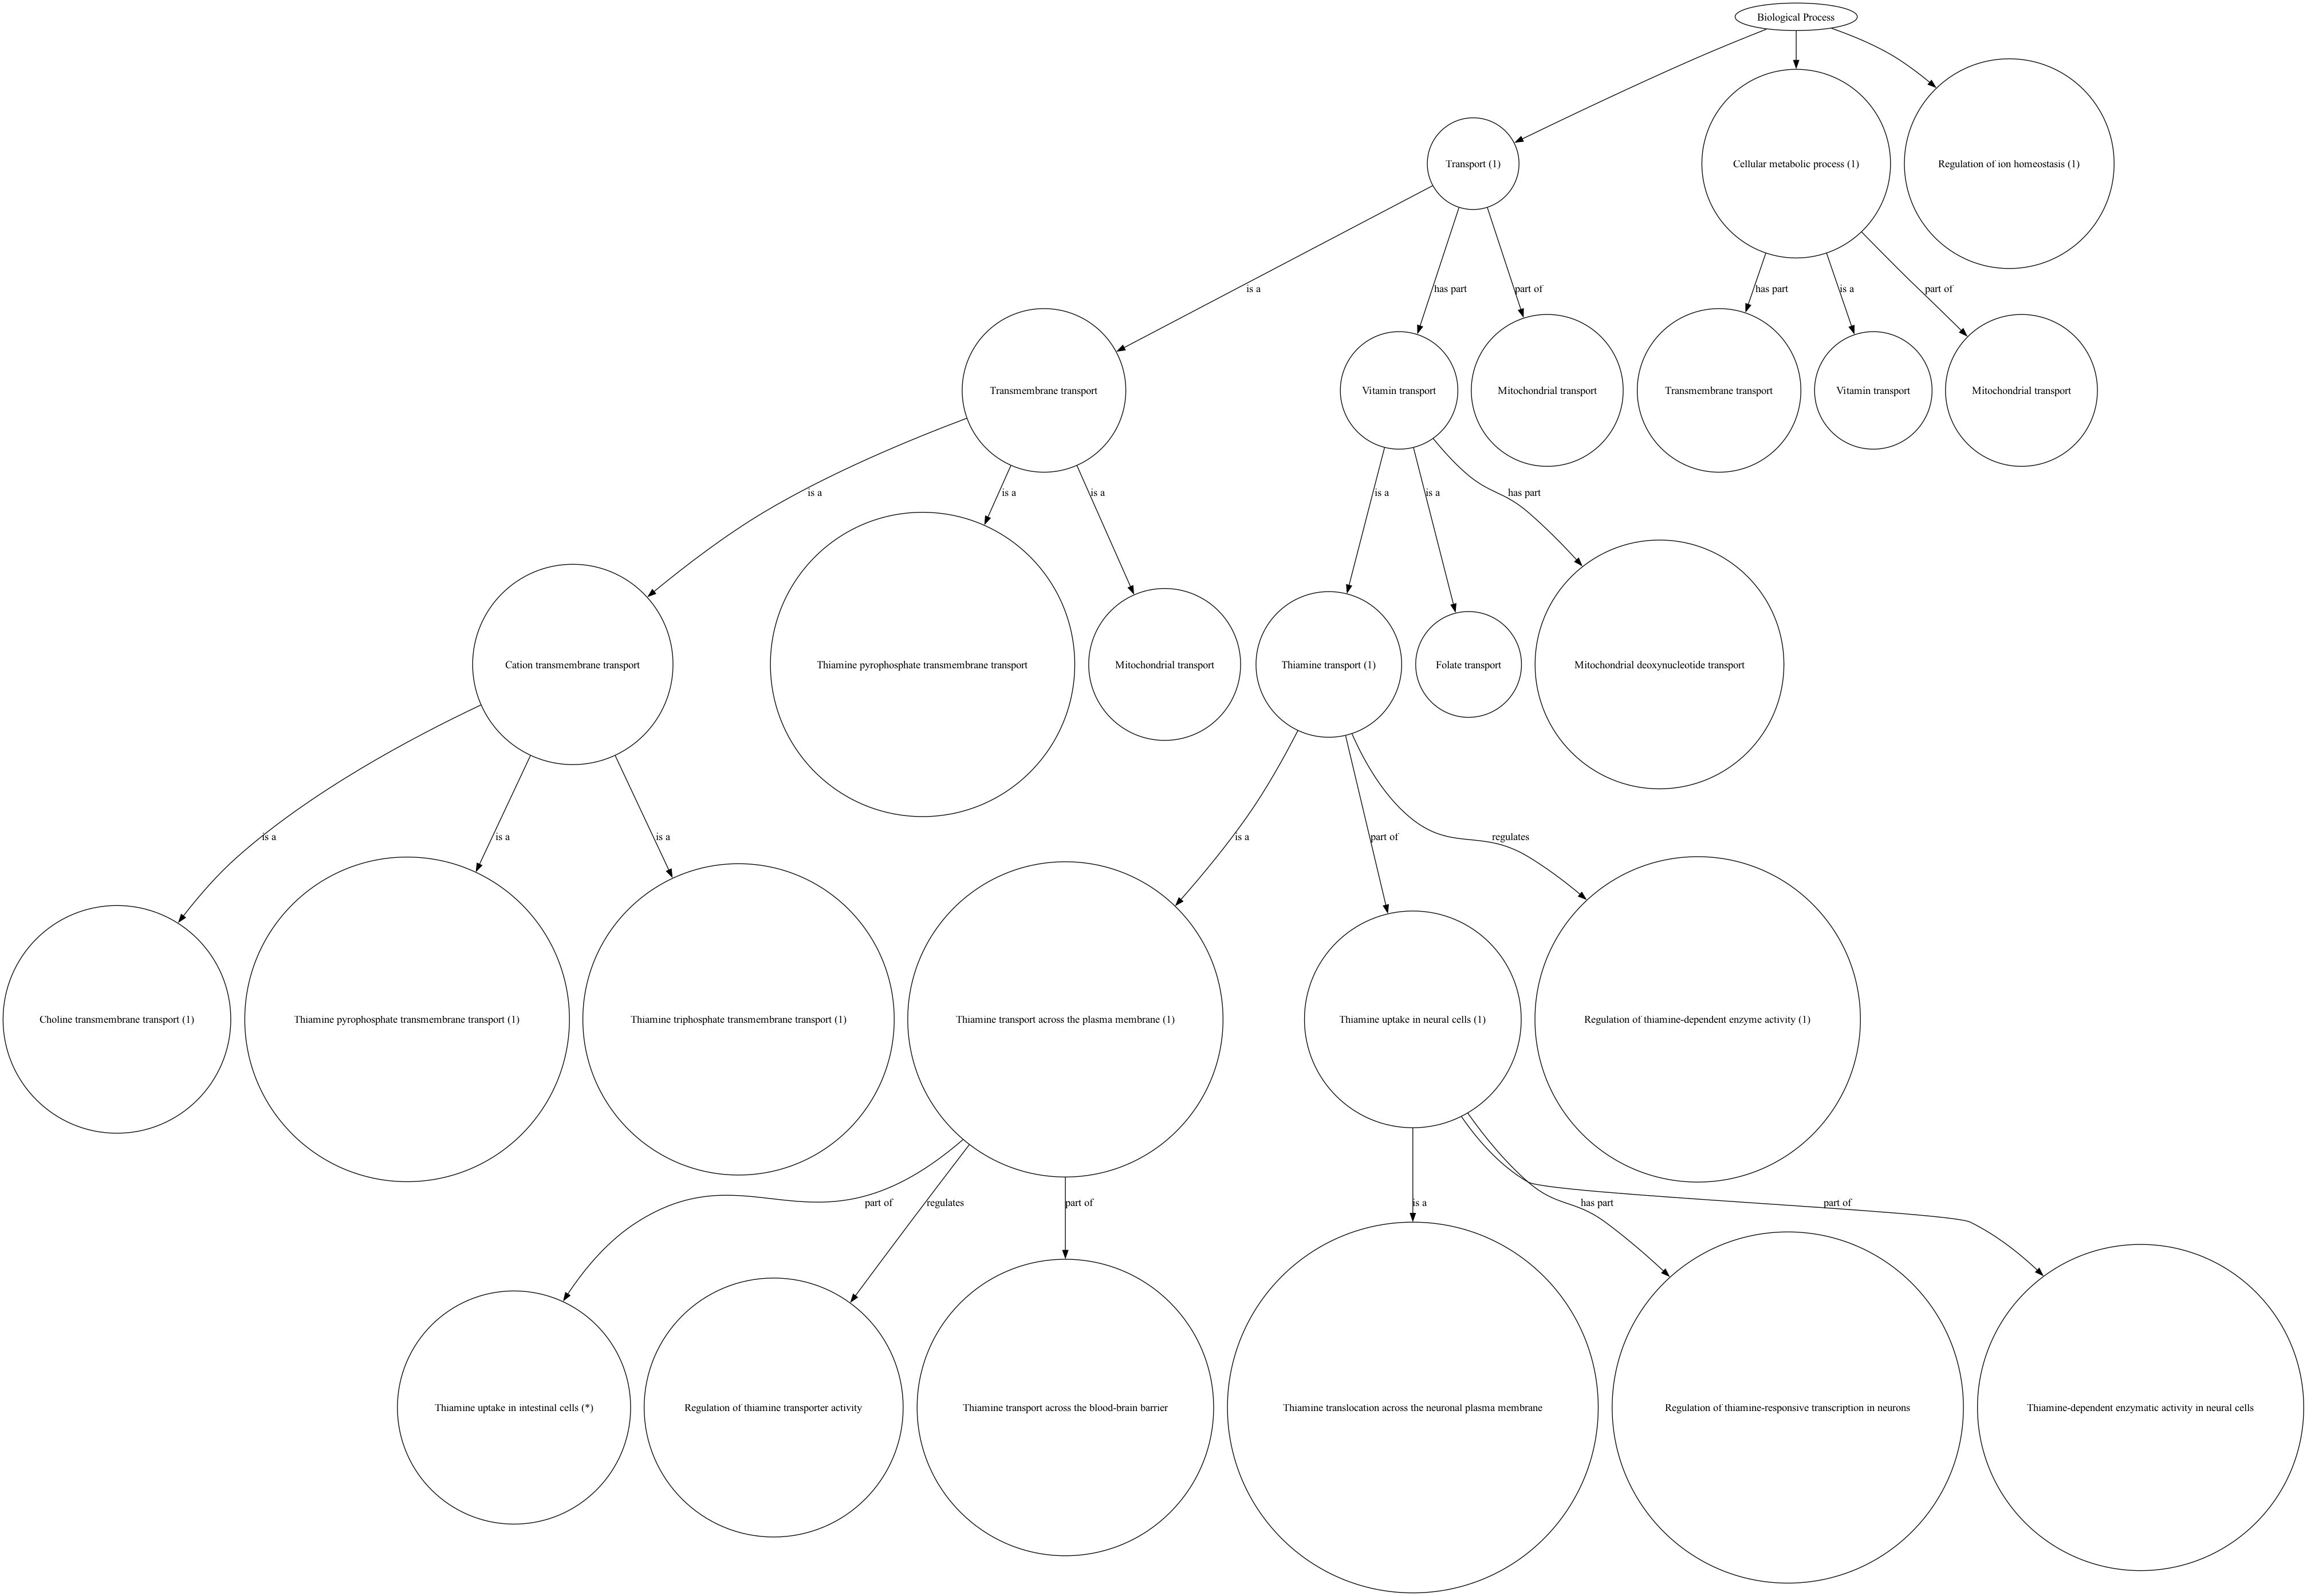 Biological Process
Transport (1)
Cellular metabolic process (1)
Regulation of ion homeostasis (1)
is a
has part
part of
has part
is a
part of
Transmembrane transport
Vitamin transport
Mitochondrial transport
Transmembrane transport
Vitamin transport
Mitochondrial transport
is a
is a
is a
is a
is a
has part
Cation transmembrane transport
Thiamine pyrophosphate transmembrane transport
Mitochondrial transport
Thiamine transport (1)
Folate transport
Mitochondrial deoxynucleotide transport
is a
is a
is a
is a
part of
regulates
Choline transmembrane transport (1)
Thiamine pyrophosphate transmembrane transport (1)
Thiamine triphosphate transmembrane transport (1)
Thiamine transport across the plasma membrane (1)
Thiamine uptake in neural cells (1)
Regulation of thiamine-dependent enzyme activity (1)
part of
regulates
part of
is a
has part
part of
Thiamine uptake in intestinal cells (*)
Regulation of thiamine transporter activity
Thiamine transport across the blood-brain barrier
Thiamine translocation across the neuronal plasma membrane
Regulation of thiamine-responsive transcription in neurons
Thiamine-dependent enzymatic activity in neural cells